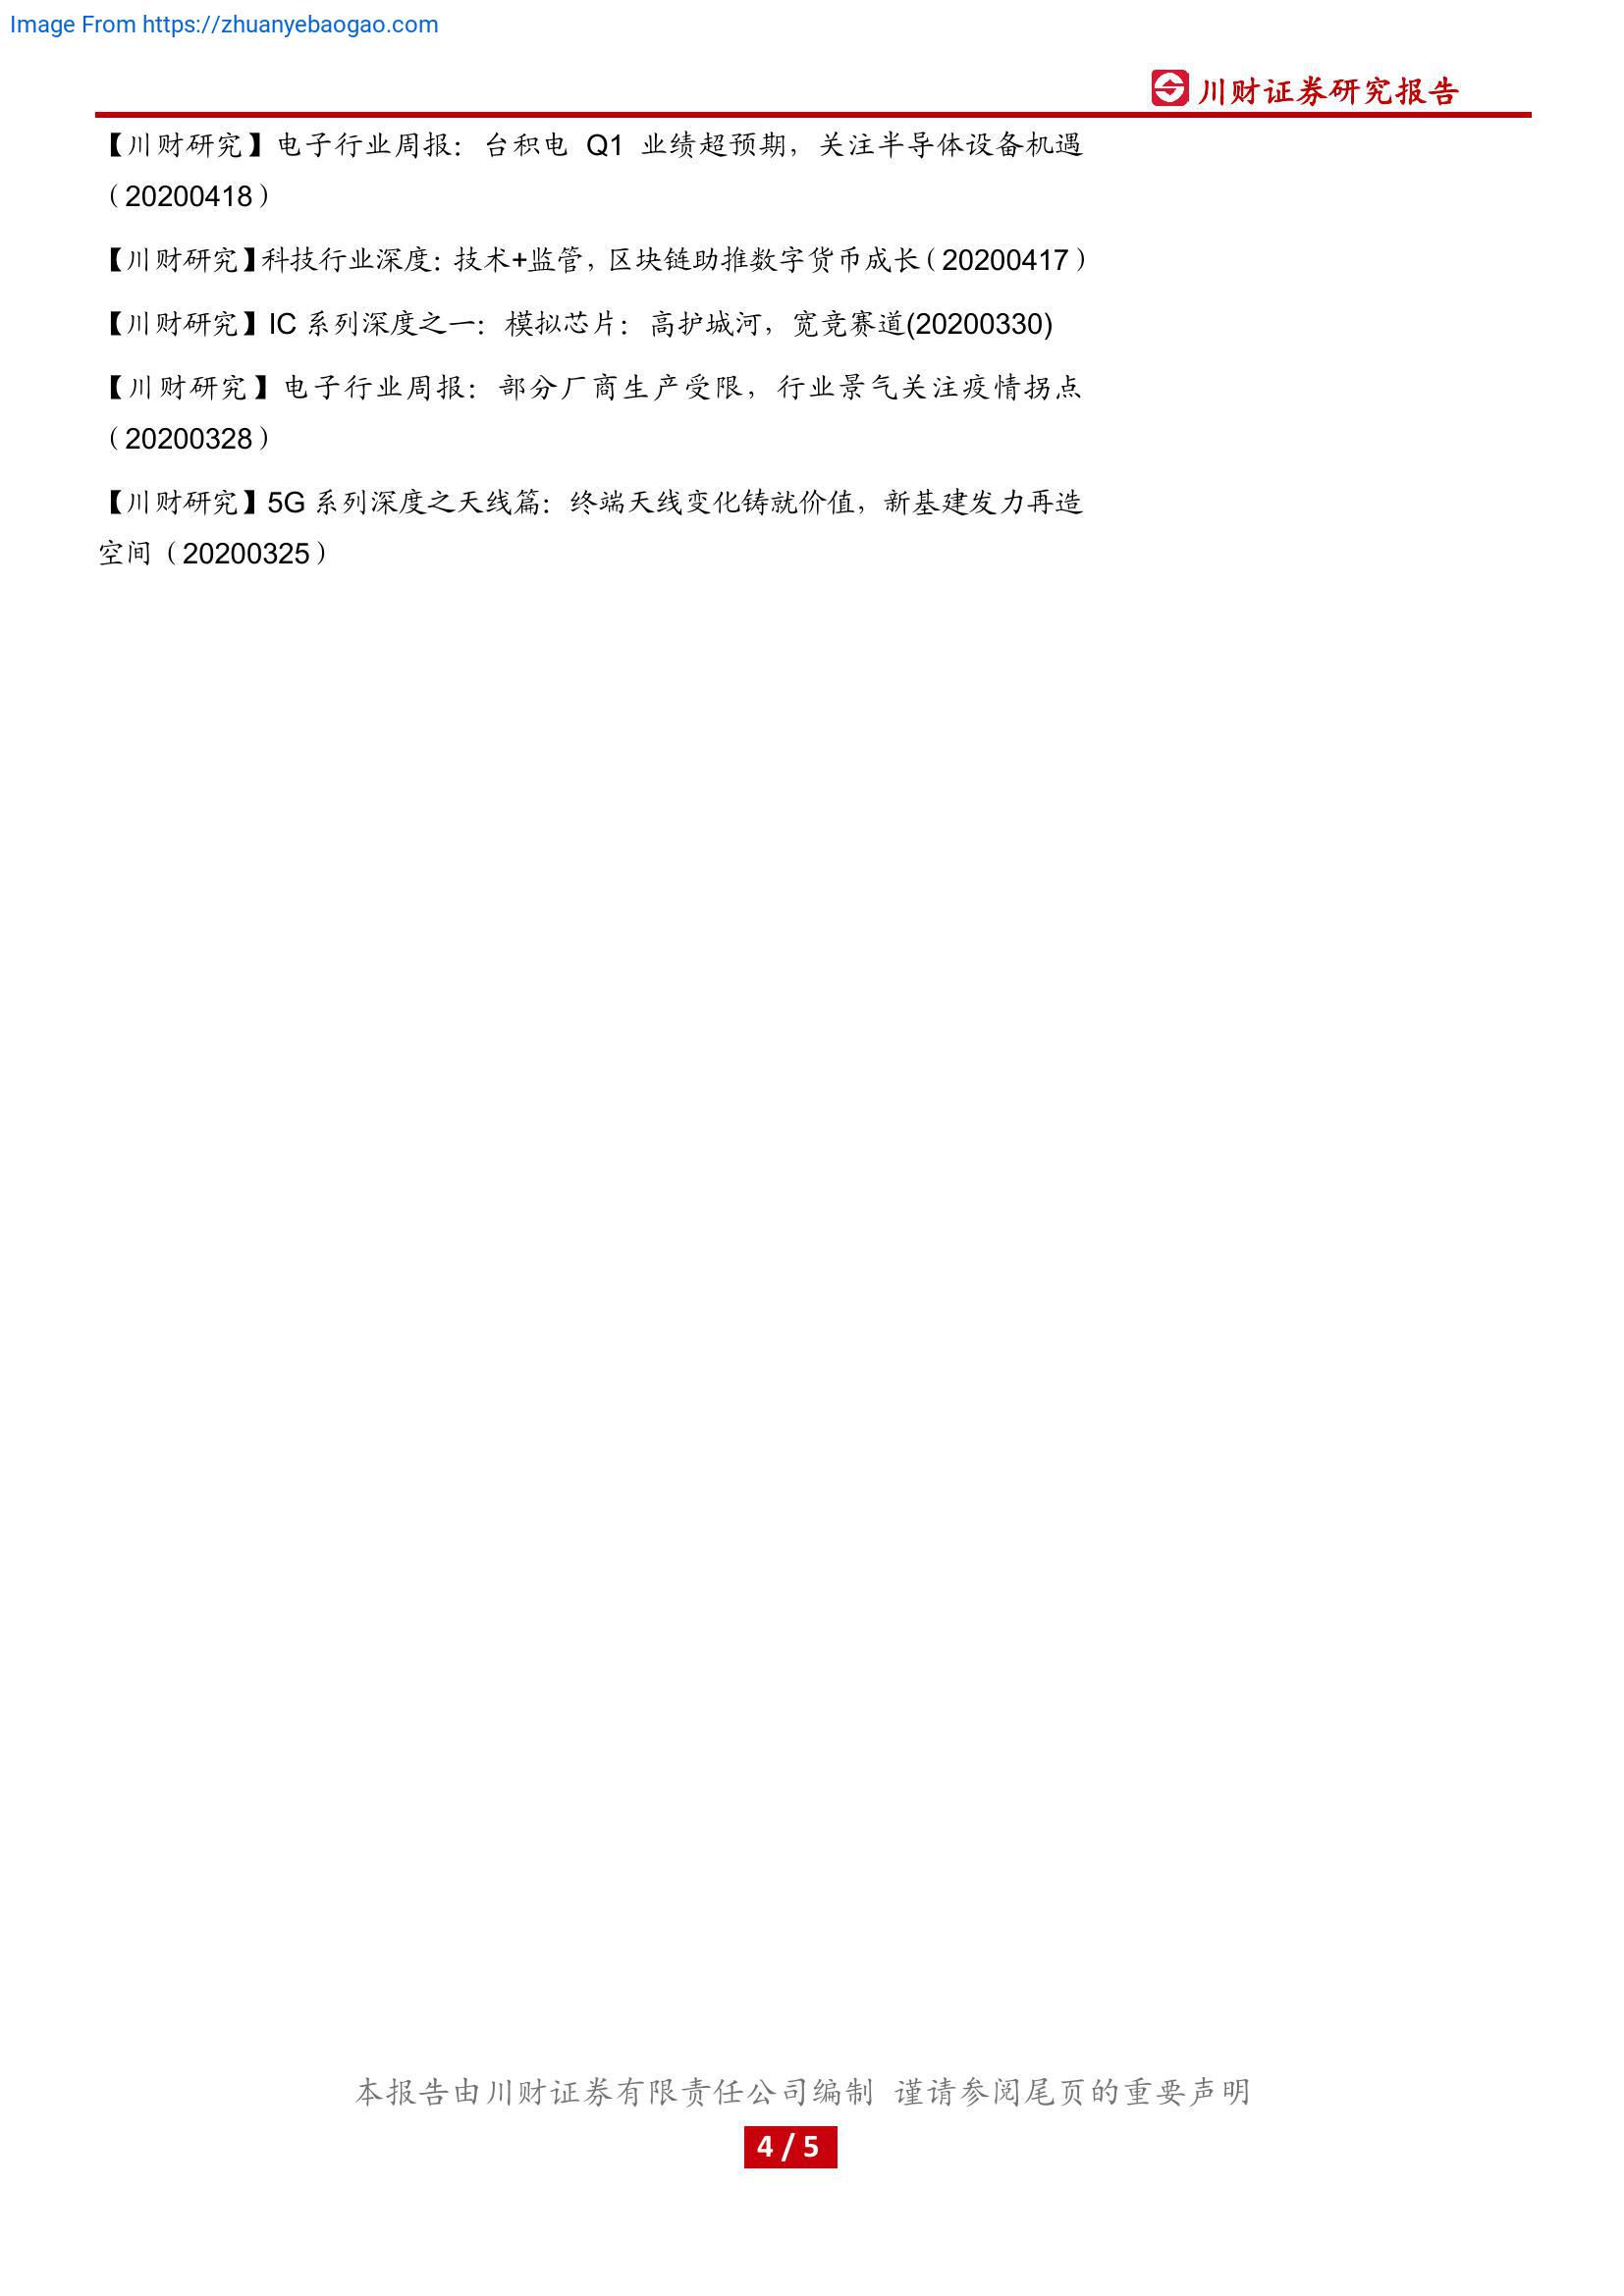 Image From https://zhuanyebaogao.com
川财证券研究报告
【川财研究】电子行业周报：台积电 Q1 业绩超预期，关注半导体设备机遇
（20200418）
【川财研究】科技行业深度：技术+监管，区块链助推数字货币成长（20200417）
【川财研究】IC 系列深度之一：模拟芯片：高护城河，宽竞赛道(20200330)
【川财研究】电子行业周报：部分厂商生产受限，行业景气关注疫情拐点
（20200328）
【川财研究】5G 系列深度之天线篇：终端天线变化铸就价值，新基建发力再造
空间（20200325）
本报告由川财证券有限责任公司编制 谨请参阅尾页的重要声明
4 / 5